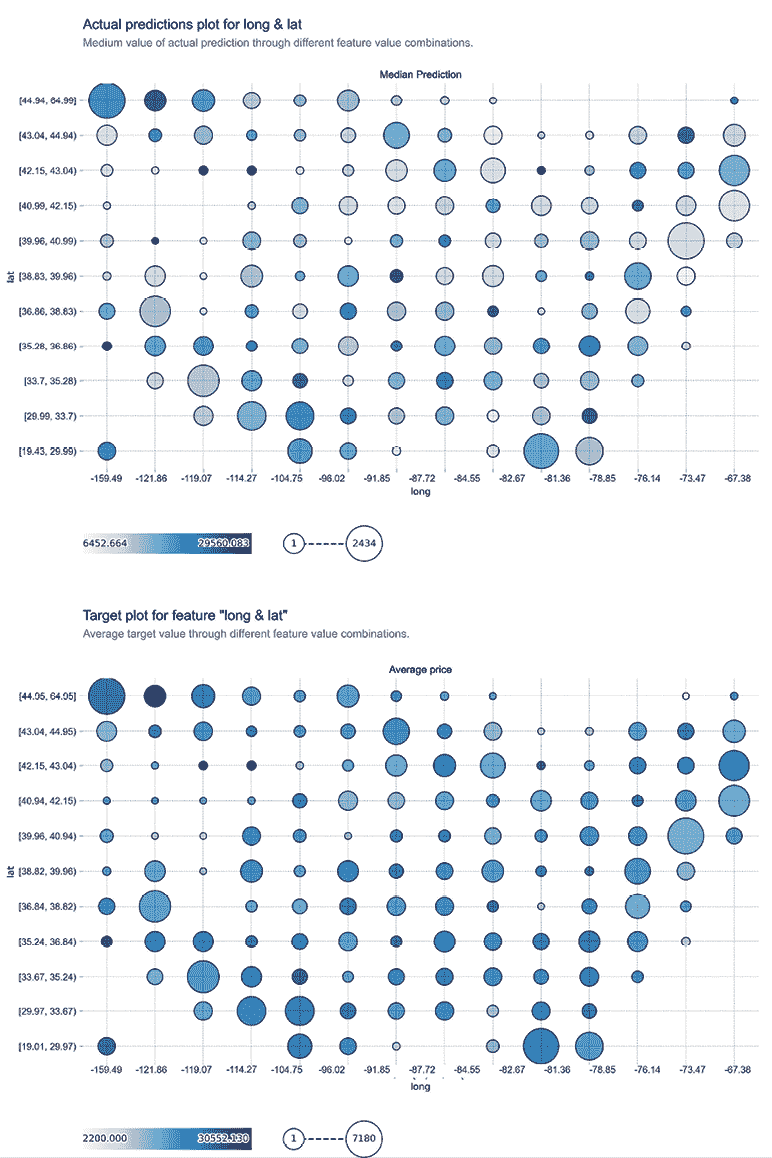 Actual predictions plot for long & lat
Medium value of actual prediction through different feature value combinations.
Median Prediction
[44.94, 64.99]
[43.04, 44.94]
[42.15, 43.04]
[40.99, 42.15]
[39.96, 40.99]
[38.83, 39.96]
lat
[36.86, 38.83]
[35.28, 36.86]
[33.7, 35.28]
[29.99, 33.7]
[19.43, 29.99]
-159.49 -121.86 -119.07 -114.27 -104.75 -96.02 -91.85 -87.72 -84.55 -82.67 -81.36 -78.85 -76.14 -73.47 -67.38
long
6452.664 29560.083 1 2434
Target plot for feature "long & lat"
Average target value through different feature value combinations.
Average price
[44.95, 64.95]
[43.04, 44.95]
[42.15, 43.04]
[40.94, 42.15]
[39.96, 40.94]
[38.82, 39.96]
lat
[36.84, 38.82]
[35.24, 36.84]
[33.67, 35.24]
[29.97, 33.67]
[19.01, 29.97]
-159.49 -121.86 -119.07 -114.27 -104.75 -96.02 -91.85 -87.72 -84.55 -82.67 -81.36 -78.85 -76.14 -73.47 -67.38
long
2200.000 30552.130 1 7180